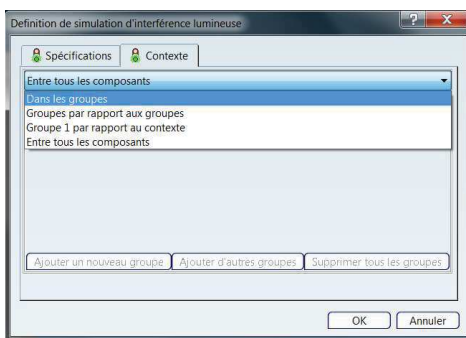 Definition de simulation d'interférence lumineuse
?
X
Spécifications Contexte
Entre tous les composants
Dans les groupes
Groupes par rapport aux groupes
Groupe 1 par rapport au contexte
Entre tous les composants
Ajouter un nouveau groupe Ajouter d'autres groupes Supprimer tous les groupes
OK Annuler